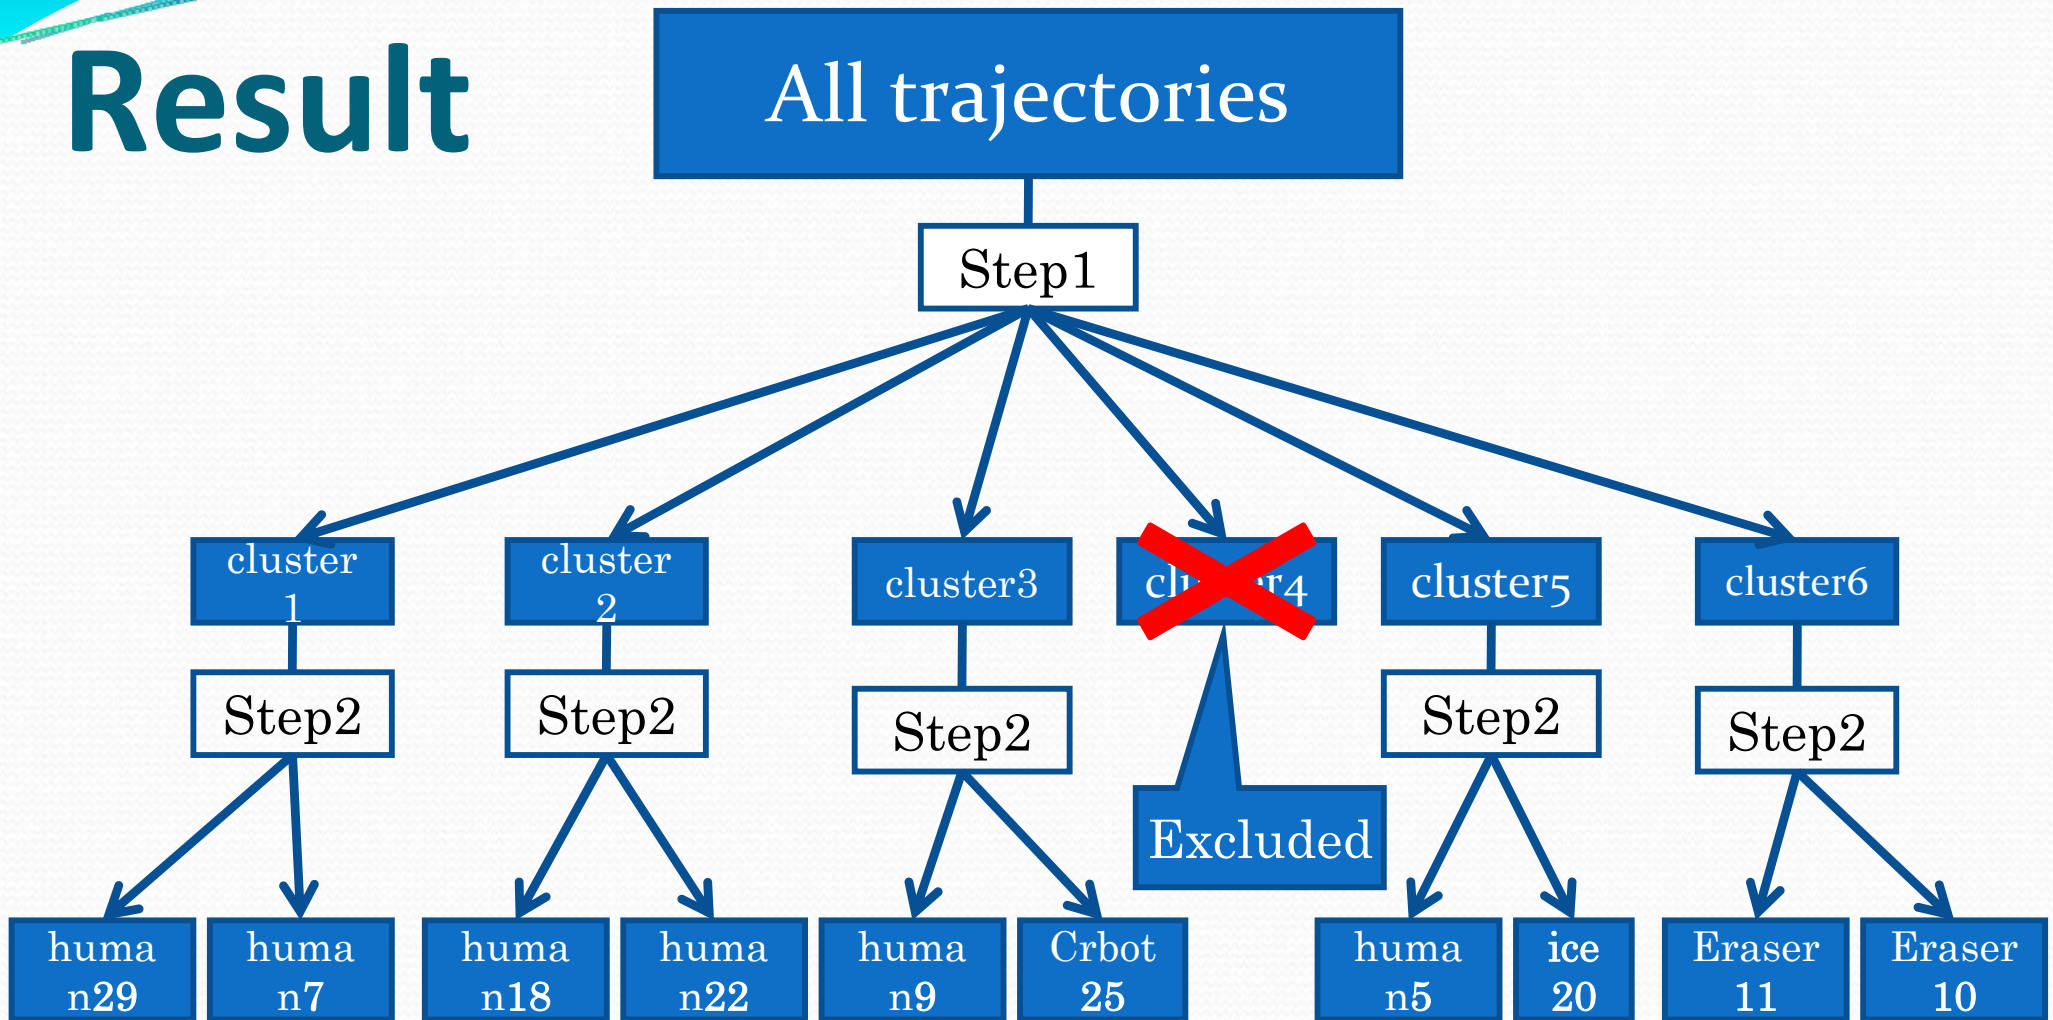 Result
All trajectories
Step1
cluster
1
cluster
2
cluster3
cluster5
cluster6
Step2
Step2
Step2
Step2
Step2
Excluded
huma
n29
huma
n7
huma
n18
huma
n22
huma
n9
Crbot
25
huma
n5
ice
20
Eraser
11
Eraser
10